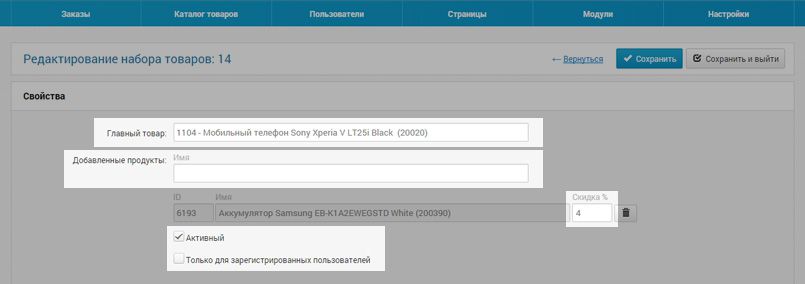 Заказы Каталог товаров Пользователи Страницы Модули Настройки
Редактирование набора товаров: 14 ← Вернуться Сохранить Сохранить и выйти
Свойства
Главный товар: 1104 - Мобильный телефон Sony Xperia V LT25i Black (20020)
Добавленные продукты: Имя
ID Имя Скидка %
6193 Аккумулятор Samsung EB-K1A2EWEGSTD White (200390) 4
Активный
Только для зарегистрированных пользователей